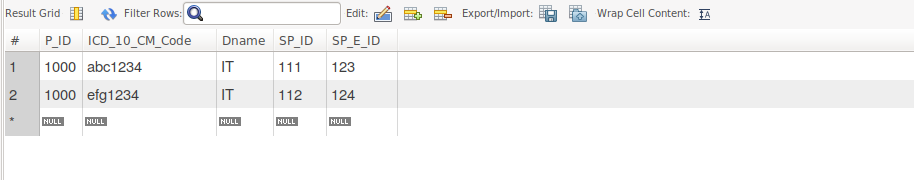 Result Grid Filter Rows: Edit: Export/Import: Wrap Cell Content: IA
# P_ID ICD_10_CM_Code Dname SP_ID SP_E_ID
1 1000 abc1234 IT 111 123
2 1000 efg1234 IT 112 124
* NULL NULL NULL NULL NULL